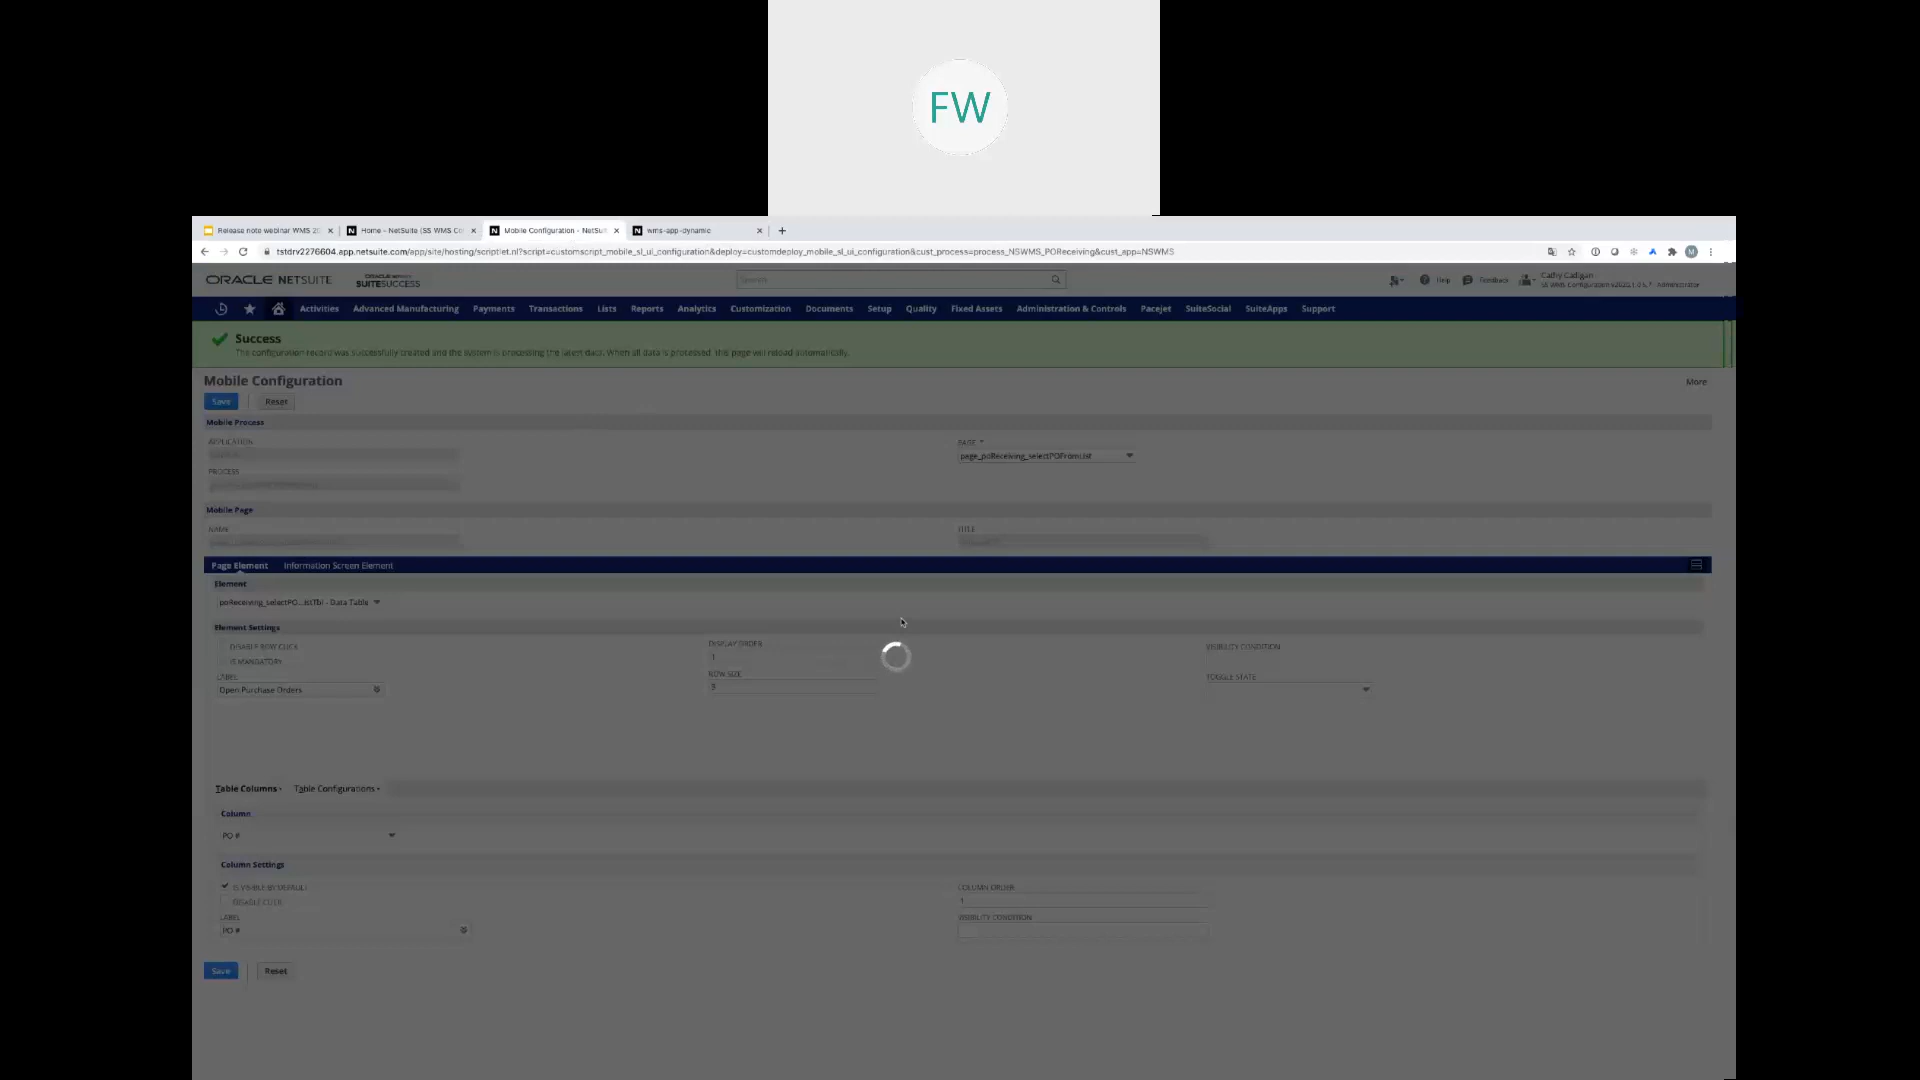 FW
Release note webinar WMS 20
Home - NetSuite (SS WMS Co
Mobile Configuration - NetSuit
wms-app-dynamic
tstdrv2276604.app.netsuite.com/app/site/hosting/scriptlet.nl?script=customscript_mobile_sl_ui_configuration&deploy=customdeploy_mobile_sl_ui_configuration&cust_process=process_NSWMS_POReceiving&cust_app=NSWMS
ORACLE NETSUITE
SUITESUCCESS
Search
Help
Feedback
Cathy Cadigan
Activities Advanced Manufacturing Payments Transactions Lists Reports Analytics Customization Documents Setup Quality Fixed Assets Administration & Controls Pacejet SuiteSocial SuiteApps Support
Success
The configuration record was successfully created and the system is processing the latest data. When all data is processed, this page will reload automatically.
Mobile Configuration
More
Save
Reset
Mobile Process
APPLICATION
PAGE *
page_poReceiving_selectPOFromList
PROCESS
Mobile Page
NAME
TITLE
Page Element Information Screen Element
Element
poReceiving_selectPO...istTbl - Data Table
Element Settings
DISABLE ROW CLICK
DISPLAY ORDER
VISIBILITY CONDITION
IS MANDATORY
1
LABEL
ROW SIZE
TOGGLE STATE
Open Purchase Orders
Table Columns • Table Configurations •
Column
PO #
Column Settings
IS VISIBLE BY DEFAULT
COLUMN ORDER
DISABLE CLICK
1
LABEL
VISIBILITY CONDITION
PO #
Save
Reset